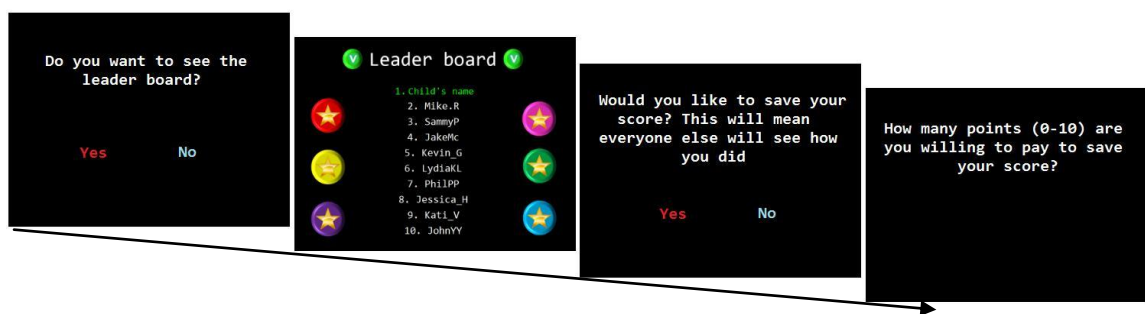 Do you want to see the
leader board?
Yes No
V Leader board V
1. Child's name
2. Mike.R
3. SammyP
4. JakeMc
5. Kevin_G
6. LydiaKL
7. PhilPP
8. Jessica_H
9. Kati_V
10. JohnYY
Would you like to save your
score? This will mean
everyone else will see how
you did
Yes No
How many points (0-10) are
you willing to pay to save
your score?